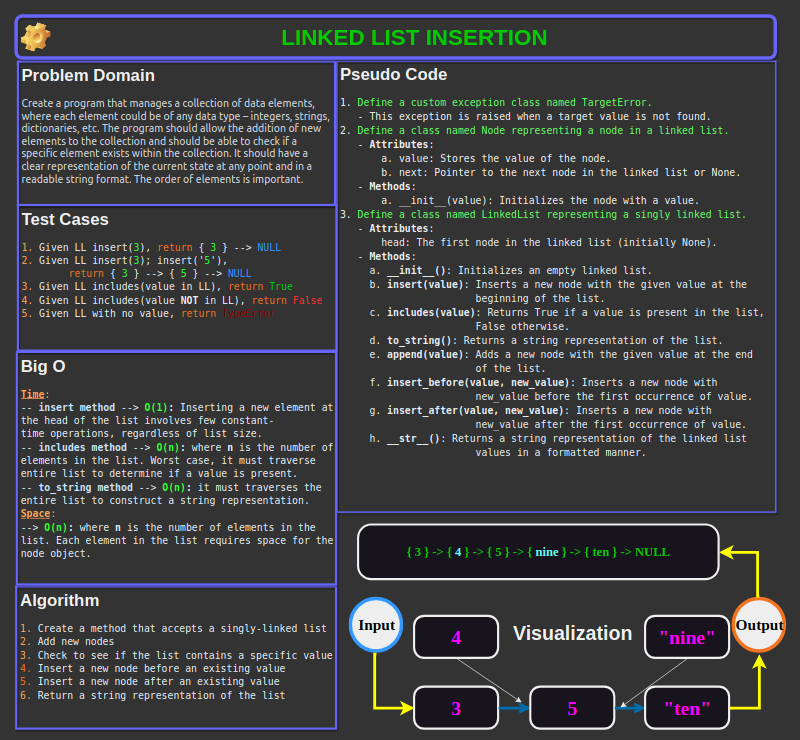 LINKED LIST INSERTION
Problem Domain
Create a program that manages a collection of data elements,
where each element could be of any data type – integers, strings,
dictionaries, etc. The program should allow the addition of new
elements to the collection and should be able to check if a
specific element exists within the collection. It should have a
clear representation of the current state at any point and in a
readable string format. The order of elements is important.
Test Cases
1. Given LL insert(3), return { 3 } --> NULL
2. Given LL insert(3); insert('5'),
return { 3 } --> { 5 } --> NULL
3. Given LL includes(value in LL), return True
4. Given LL includes(value NOT in LL), return False
5. Given LL with no value, return
Big O
Time:
-- insert method --> O(1): Inserting a new element at
the head of the list involves few constant-
time operations, regardless of list size.
-- includes method --> O(n): where n is the number of
elements in the list. Worst case, it must traverse
entire list to determine if a value is present.
-- to_string method --> O(n): it must traverses the
entire list to construct a string representation.
Space:
--> O(n): where n is the number of elements in the
list. Each element in the list requires space for the
node object.
Algorithm
1. Create a method that accepts a singly-linked list
2. Add new nodes
3. Check to see if the list contains a specific value
4. Insert a new node before an existing value
5. Insert a new node after an existing value
6. Return a string representation of the list
Pseudo Code
1. Define a custom exception class named TargetError.
- This exception is raised when a target value is not found.
2. Define a class named Node representing a node in a linked list.
- Attributes:
a. value: Stores the value of the node.
b. next: Pointer to the next node in the linked list or None.
- Methods:
a. __init__(value): Initializes the node with a value.
3. Define a class named LinkedList representing a singly linked list.
- Attributes:
head: The first node in the linked list (initially None).
- Methods:
a. __init__(): Initializes an empty linked list.
b. insert(value): Inserts a new node with the given value at the
beginning of the list.
c. includes(value): Returns True if a value is present in the list,
False otherwise.
d. to_string(): Returns a string representation of the list.
e. append(value): Adds a new node with the given value at the end
of the list.
f. insert_before(value, new_value): Inserts a new node with
new_value before the first occurrence of value.
g. insert_after(value, new_value): Inserts a new node with
new_value after the first occurrence of value.
h. __str__(): Returns a string representation of the linked list
values in a formatted manner.
{ 3 } -> { 4 } -> { 5 } -> { nine } -> { ten } -> NULL
Input
4
Visualization
"nine"
Output
3
5
"ten"